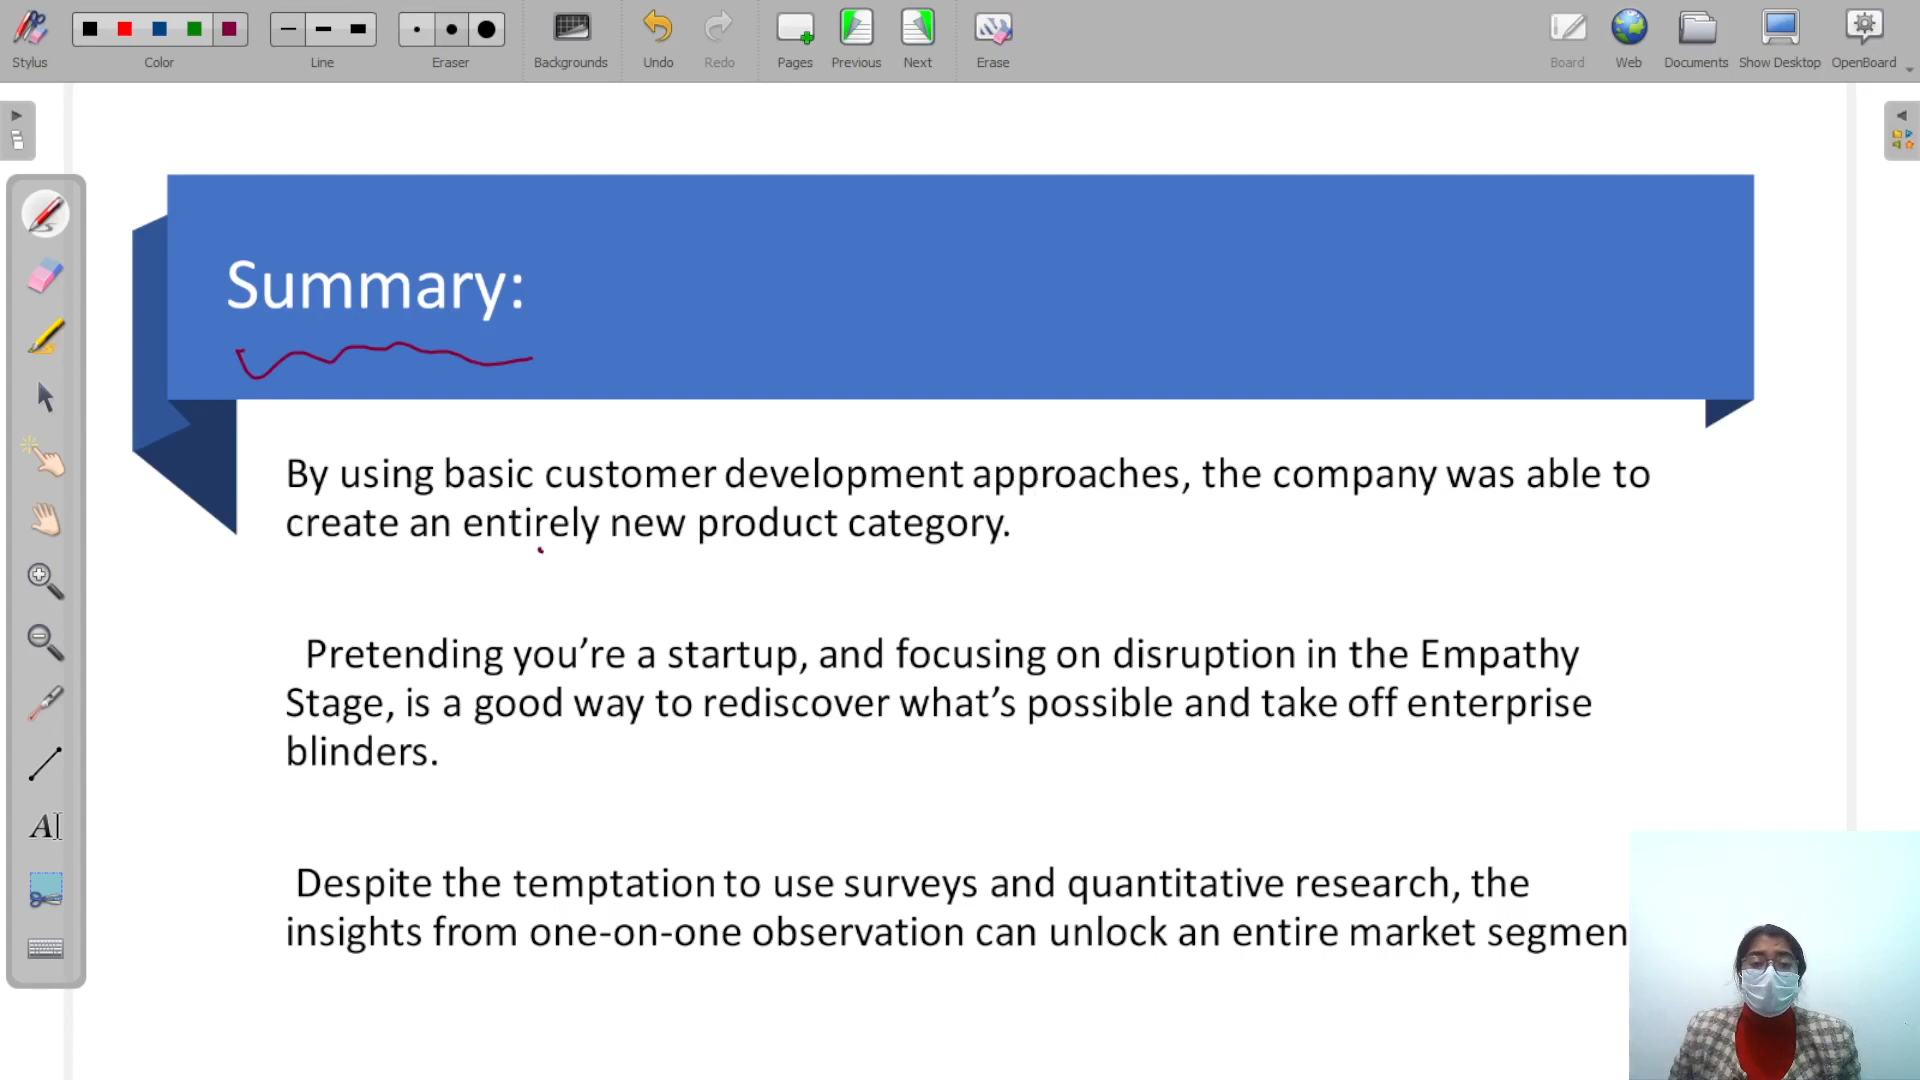 Stylus
Color
Line
Eraser
Backgrounds
Undo
Redo
Pages
Previous
Next
Erase
Board
Web
Documents
Show Desktop
OpenBoard
Summary:
By using basic customer development approaches, the company was able to
create an entirely new product category.
Pretending you’re a startup, and focusing on disruption in the Empathy
Stage, is a good way to rediscover what’s possible and take off enterprise
blinders.
Despite the temptation to use surveys and quantitative research, the
insights from one-on-one observation can unlock an entire market segmen